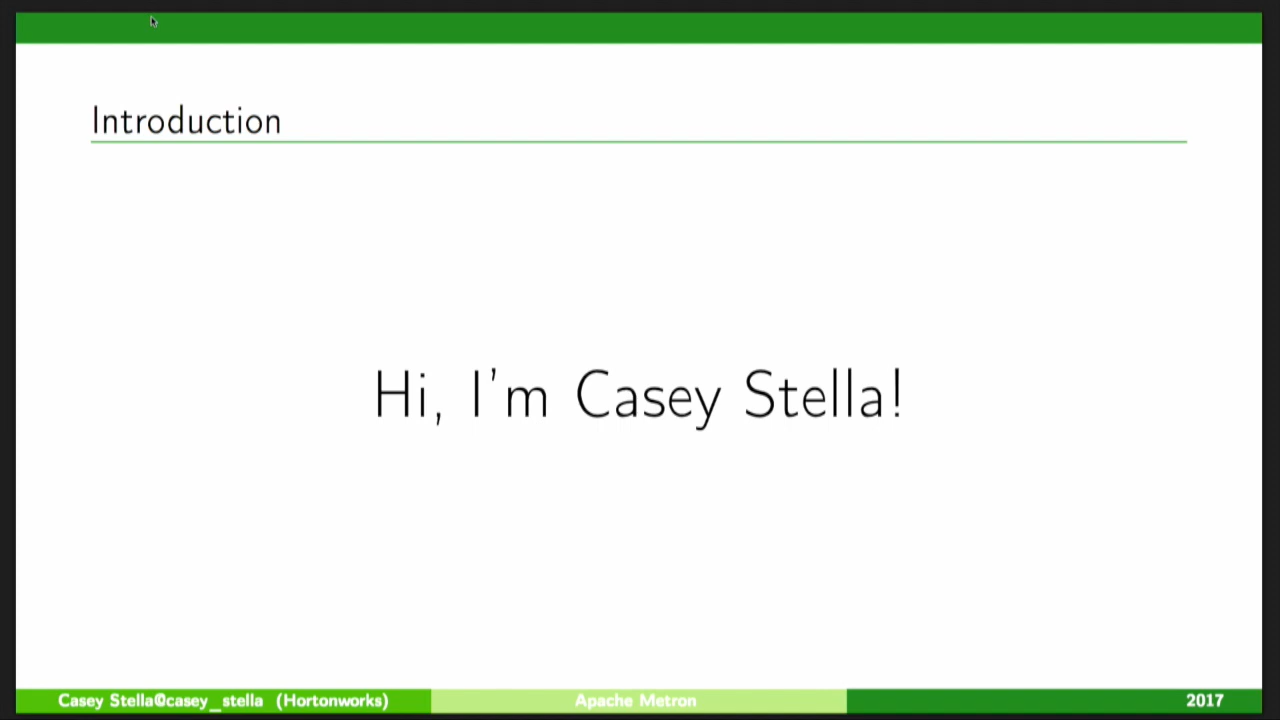 Introduction
Hi, I'm Casey Stella!
Casey Stella@casey_stella (Hortonworks)
Apache Metron
2017